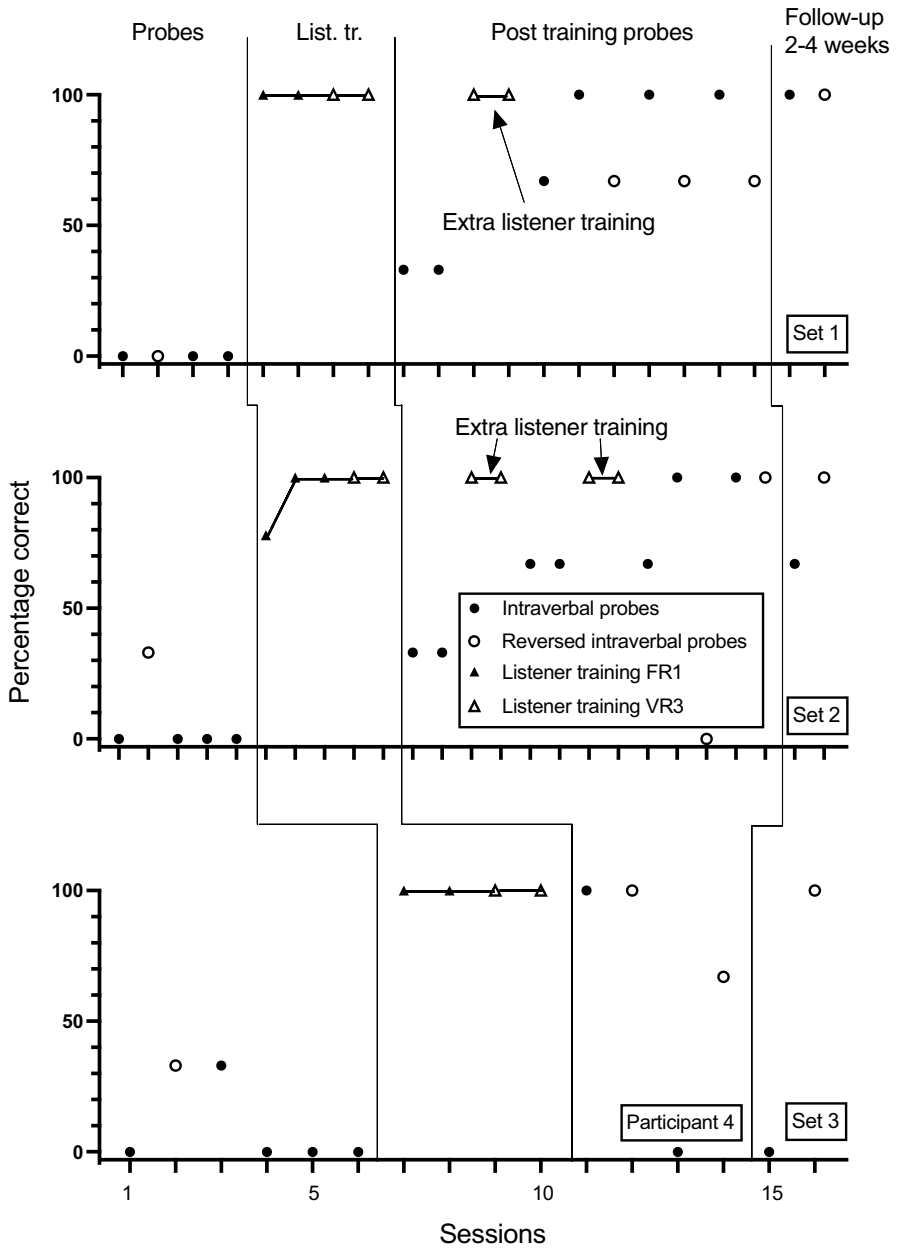 Probes
List. tr.
Post training probes
Follow-up
2-4 weeks
100
50
0
Extra listener training
Set 1
Percentage correct
100
50
0
Extra listener training
Intraverbal probes
Reversed intraverbal probes
Listener training FR1
Listener training VR3
Set 2
100
50
0
Participant 4
Set 3
1
5
10
15
Sessions